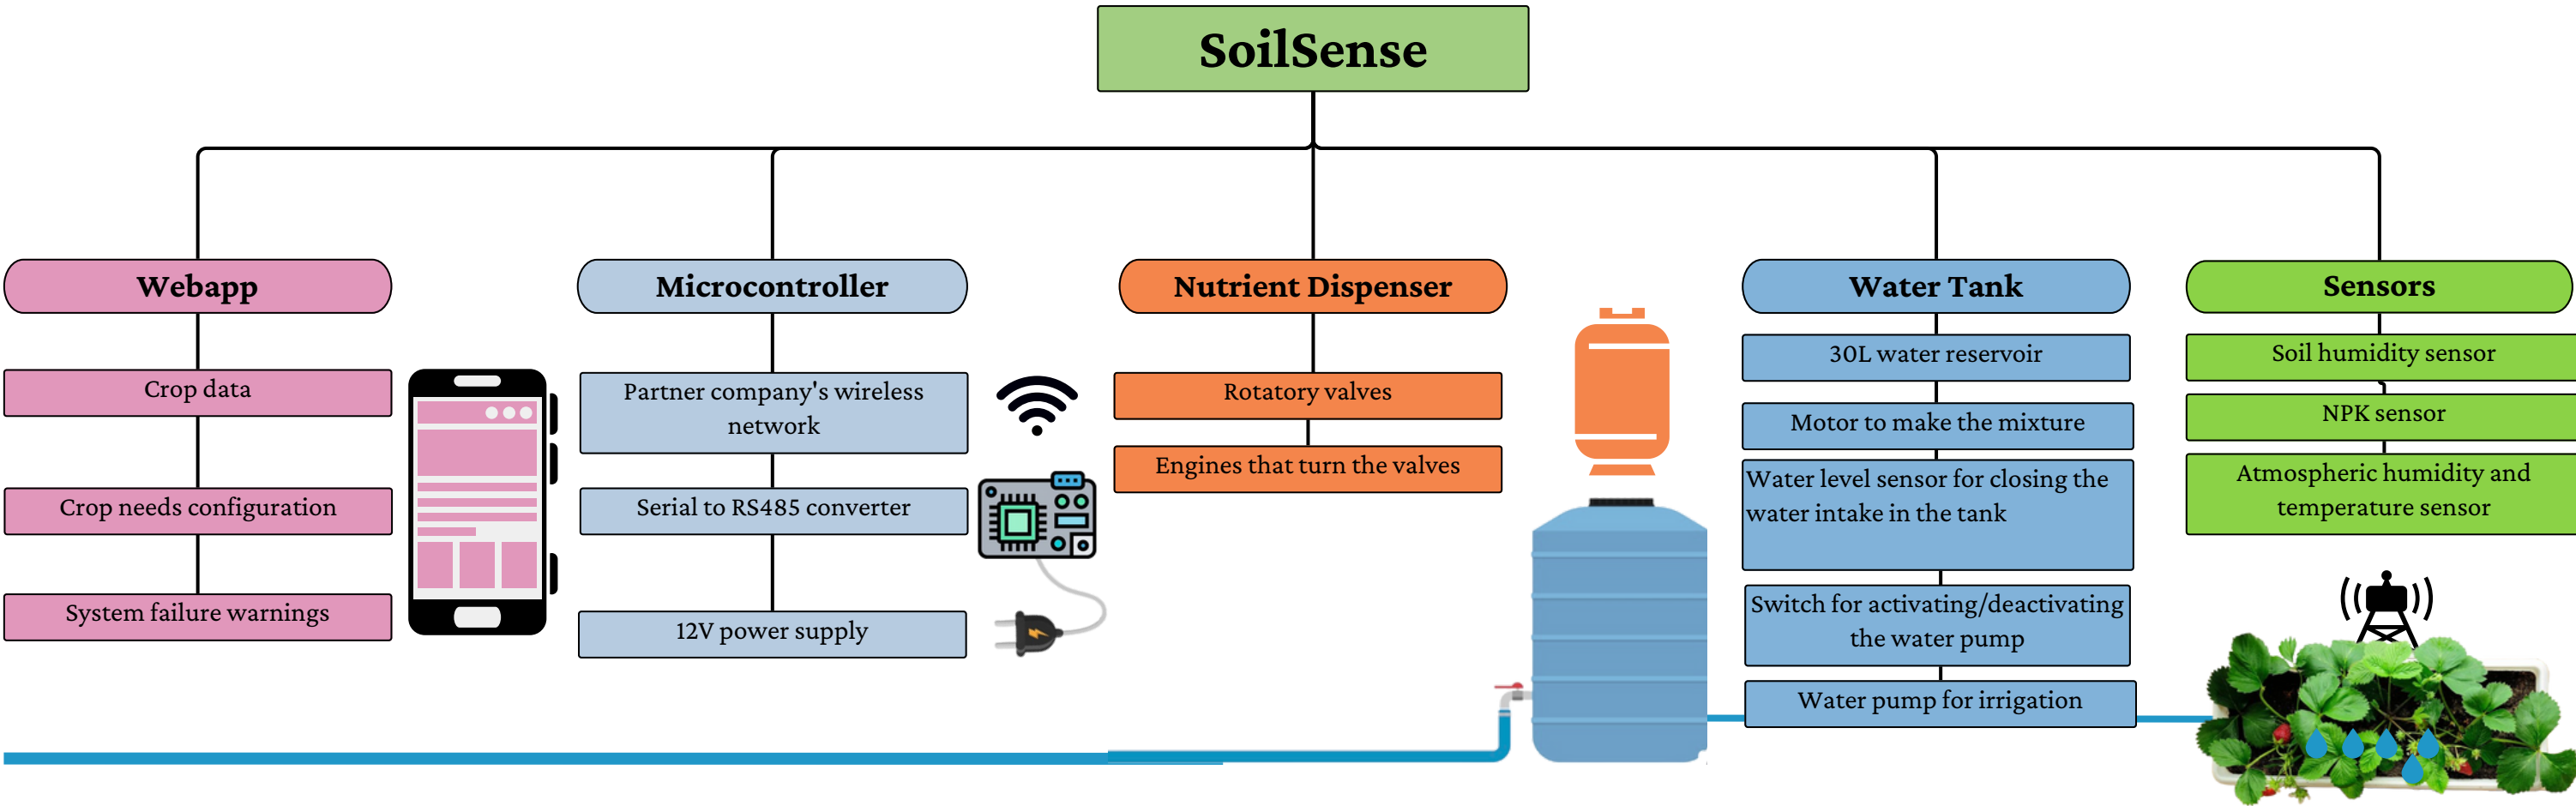 SoilSense
Webapp
Crop data
Crop needs configuration
System failure warnings
Microcontroller
Partner company's wireless
network
Serial to RS485 converter
12V power supply
Nutrient Dispenser
Rotatory valves
Engines that turn the valves
Water Tank
30L water reservoir
Motor to make the mixture
Water level sensor for closing the
water intake in the tank
Switch for activating/deactivating
the water pump
Water pump for irrigation
Sensors
Soil humidity sensor
NPK sensor
Atmospheric humidity and
temperature sensor